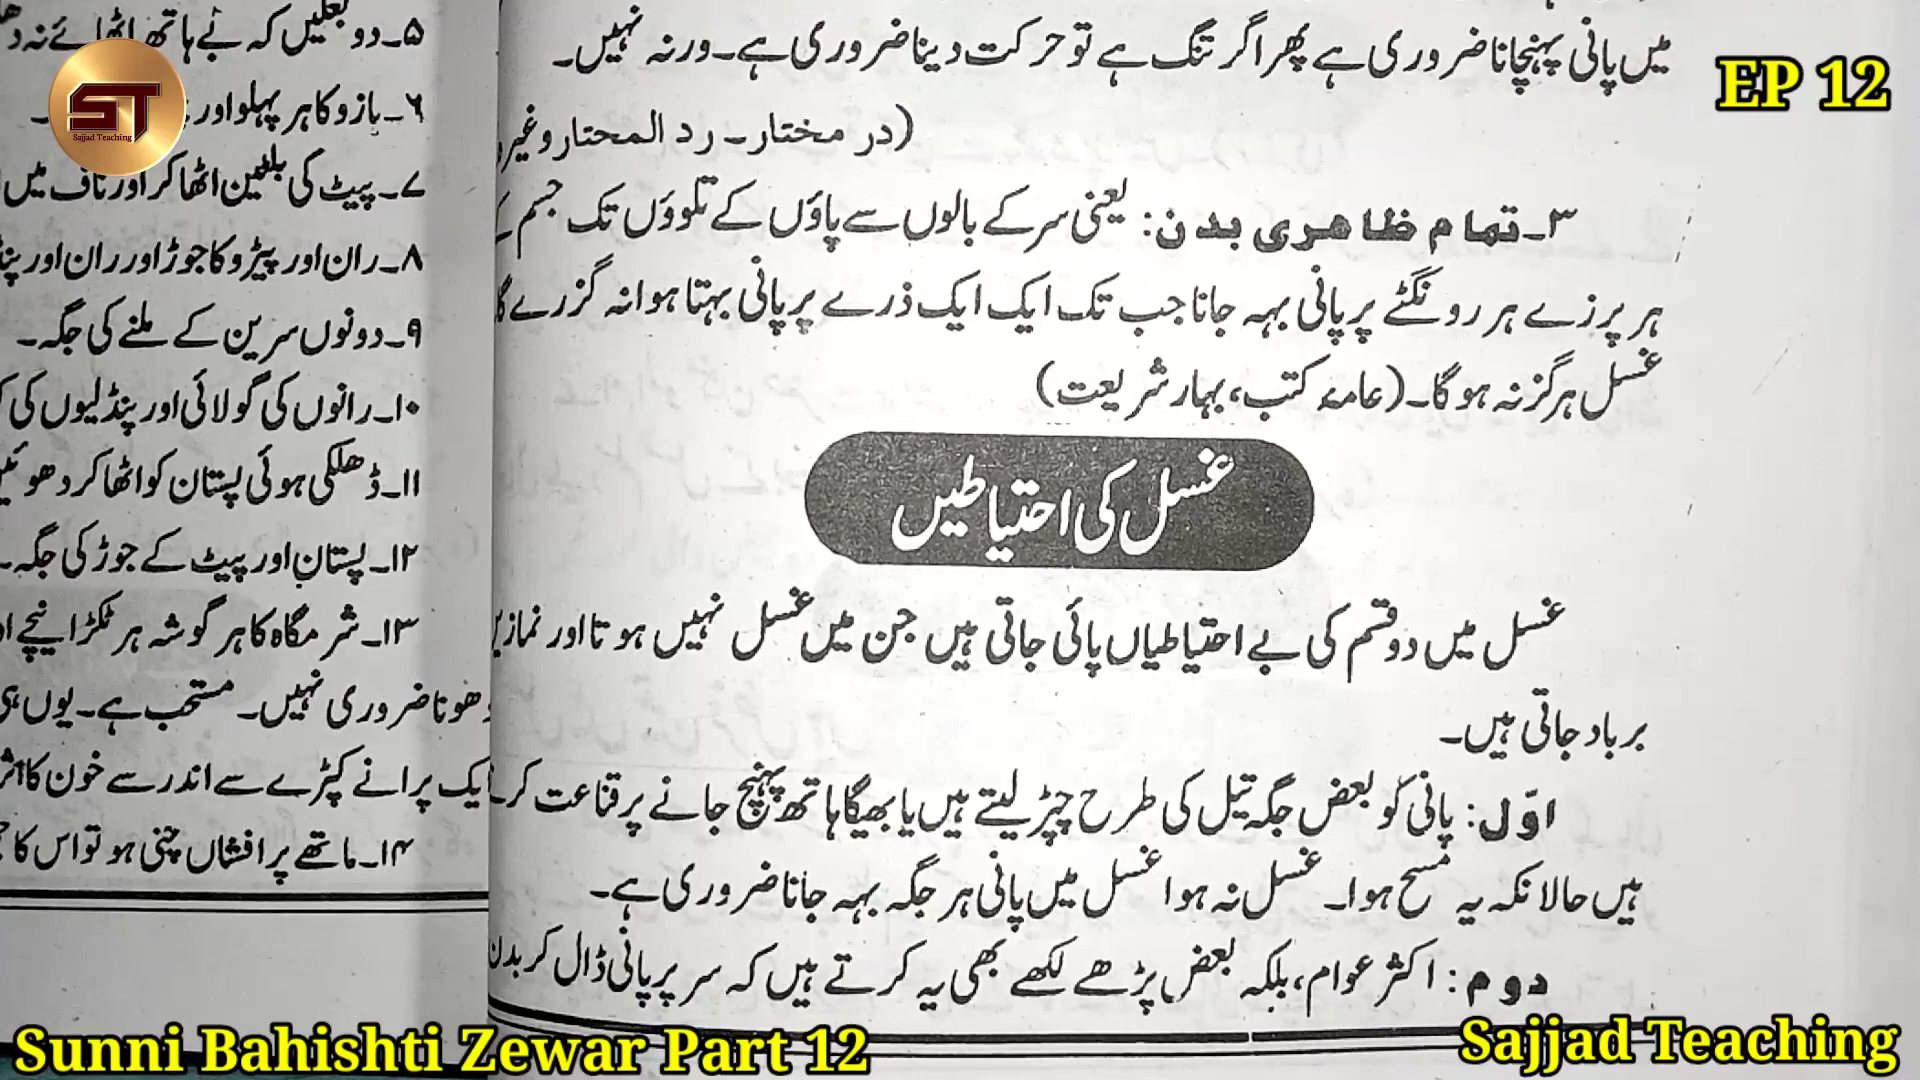 میں پانی پہنچانا ضروری ہے پھر اگر تنگ ہے تو حرکت دینا ضروری ہے۔ ورنہ نہیں۔
(در مختار۔ رد المحتار وغیر
۳۔ تمام ظاہری بدن: یعنی سر کے بالوں سے پاؤں کے تلووں تک جسم کے
ہر پرزے ہر رونگٹے پر پانی بہہ جانا جب تک ایک ایک ذرے پر پانی بہتا ہوا نہ گزرے گا
غسل ہرگز نہ ہوگا۔ (عامۂ کتب، بہار شریعت)
غسل کی احتیاطیں
غسل میں دو قسم کی بے احتیاطیاں پائی جاتی ہیں جن میں غسل نہیں ہوتا اور نمازیں
برباد جاتی ہیں۔
اوّل: پانی کو بعض جگہ تیل کی طرح چپڑ لیتے ہیں یا بھیگا ہاتھ پہنچ جانے پر قناعت کر
ہیں حالانکہ یہ مسح ہوا۔ غسل نہ ہوا غسل میں پانی ہر جگہ بہہ جانا ضروری ہے۔
دوم: اکثر عوام، بلکہ بعض پڑھے لکھے بھی یہ کرتے ہیں کہ سر پر پانی ڈال کر بدن
۵۔ دو بغلیں کہ بے ہاتھ اٹھائے نہ
۶۔ بازو کا ہر پہلو اور
۷۔ پیٹ کی بلٹیں اٹھا کر اور ناف میں
۸۔ ران اور پیڑو کا جوڑ اور ران اور
۹۔ دونوں سرین کے ملنے کی جگہ۔
۱۰۔ رانوں کی گولائی اور پنڈلیوں کی
۱۱۔ ڈھلکی ہوئی پستان کو اٹھا کر دھوئیں
۱۲۔ پستان اور پیٹ کے جوڑ کی جگہ۔
۱۳۔ شرمگاہ کا ہر گوشہ ہر ٹکڑا نیچے
دھونا ضروری نہیں۔ مستحب ہے۔ یوں ہی
ایک پرانے کپڑے سے اندر سے خون کا اثر
۱۴۔ ماتھے پر افشاں چنی ہو تو اس کا
EP 12
ST
Sajjad Teaching
Sunni Bahishti Zewar Part 12
Sajjad Teaching